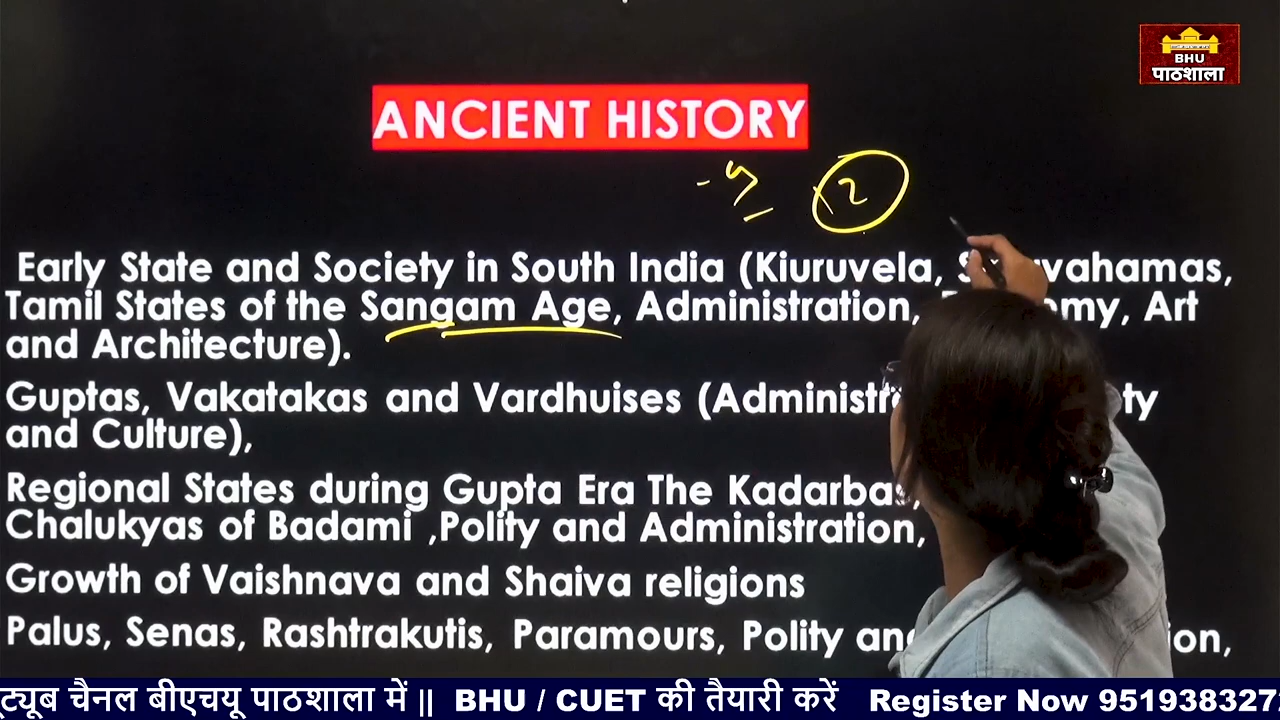 BHU
पाठशाला
ANCIENT HISTORY
2
Early State and Society in South India (Kiuruvela,
Tamil States of the Sangam Age, Administration, Art
and Architecture).
Guptas, Vakatakas and Vardhuises
and Culture),
Regional States during Gupta Era The Kadarbas,
Chalukyas of Badami ,Polity and Administration,
Growth of Vaishnava and Shaiva religions
Palus, Senas, Rashtrakutis, Paramours, Polity
चैनल बीएचयू पाठशाला में || BHU / CUET की तैयारी करें Register Now